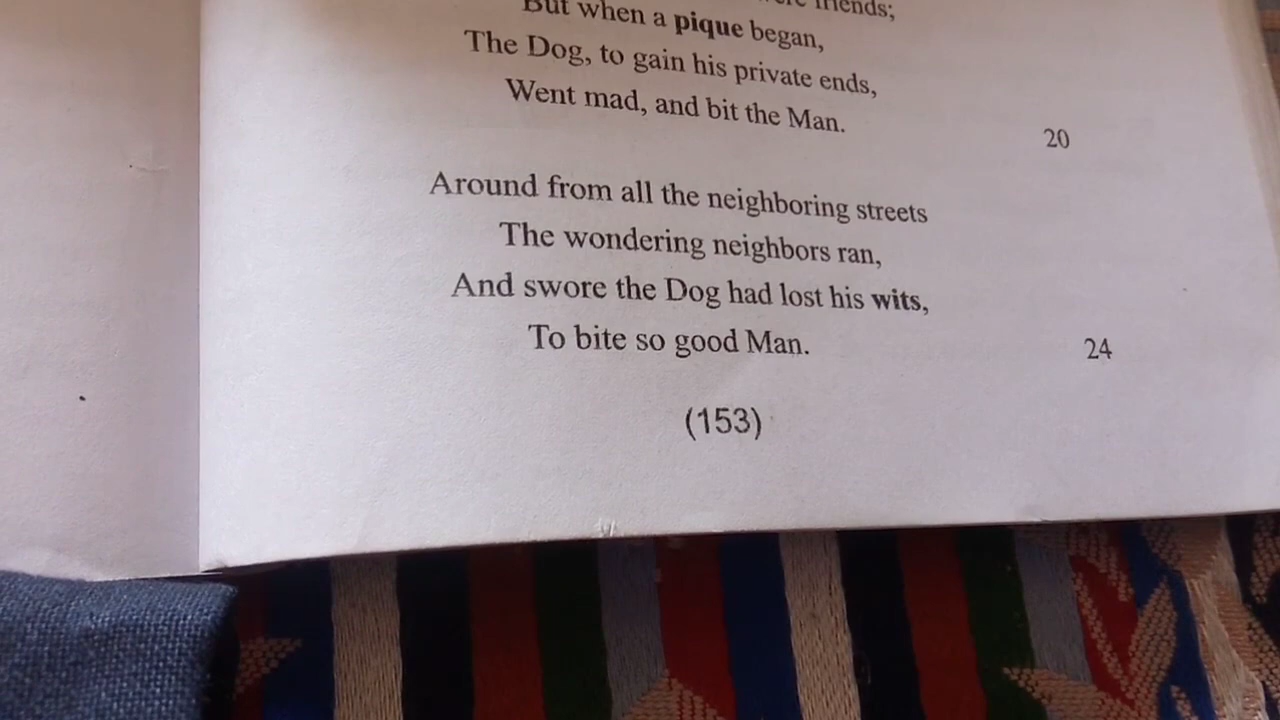 friends;
But when a pique began,
The Dog, to gain his private ends,
Went mad, and bit the Man.
20
Around from all the neighboring streets
The wondering neighbors ran,
And swore the Dog had lost his wits,
To bite so good Man.
24
(153)